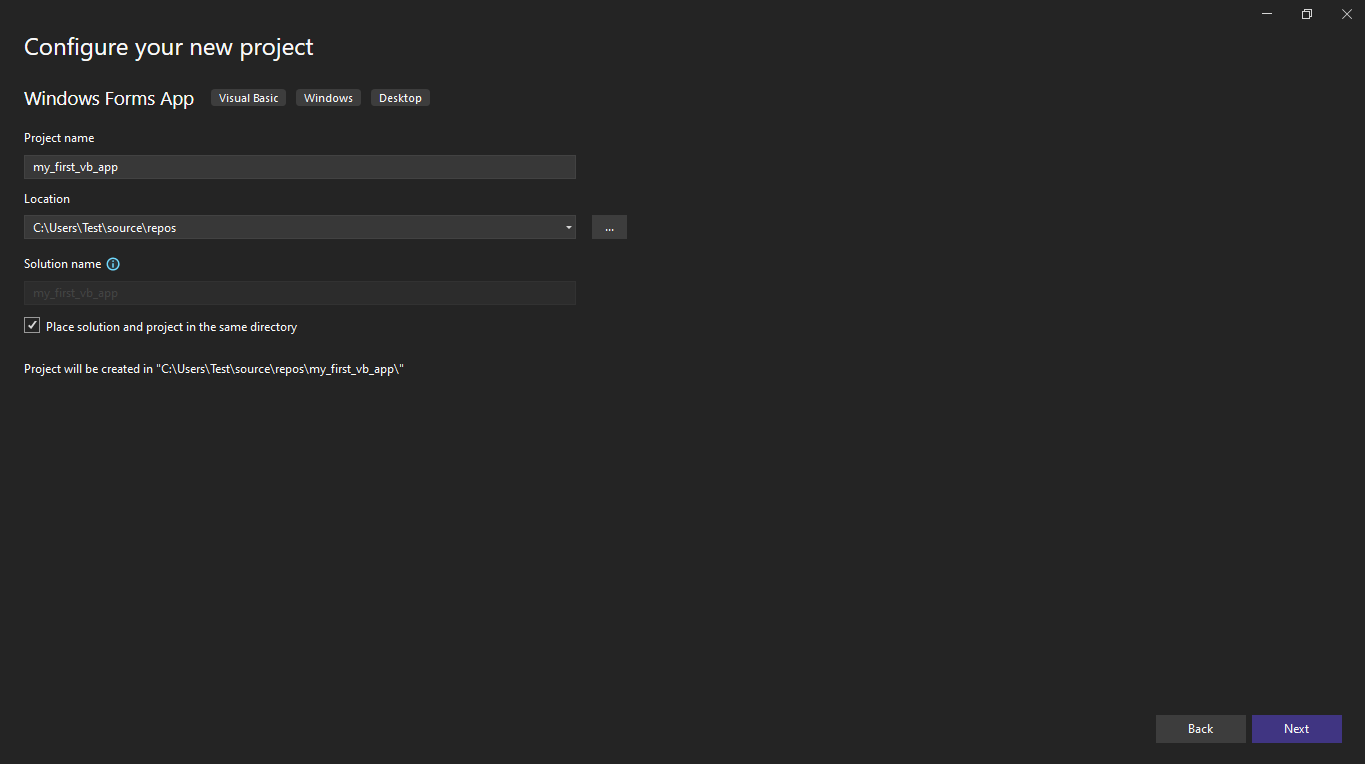 Configure your new project
Windows Forms App Visual Basic Windows Desktop
Project name
my_first_vb_app
Location
C:\Users\Test\source\repos
...
Solution name
my_first_vb_app
Place solution and project in the same directory
Project will be created in "C:\Users\Test\source\repos\my_first_vb_app\"
Back Next